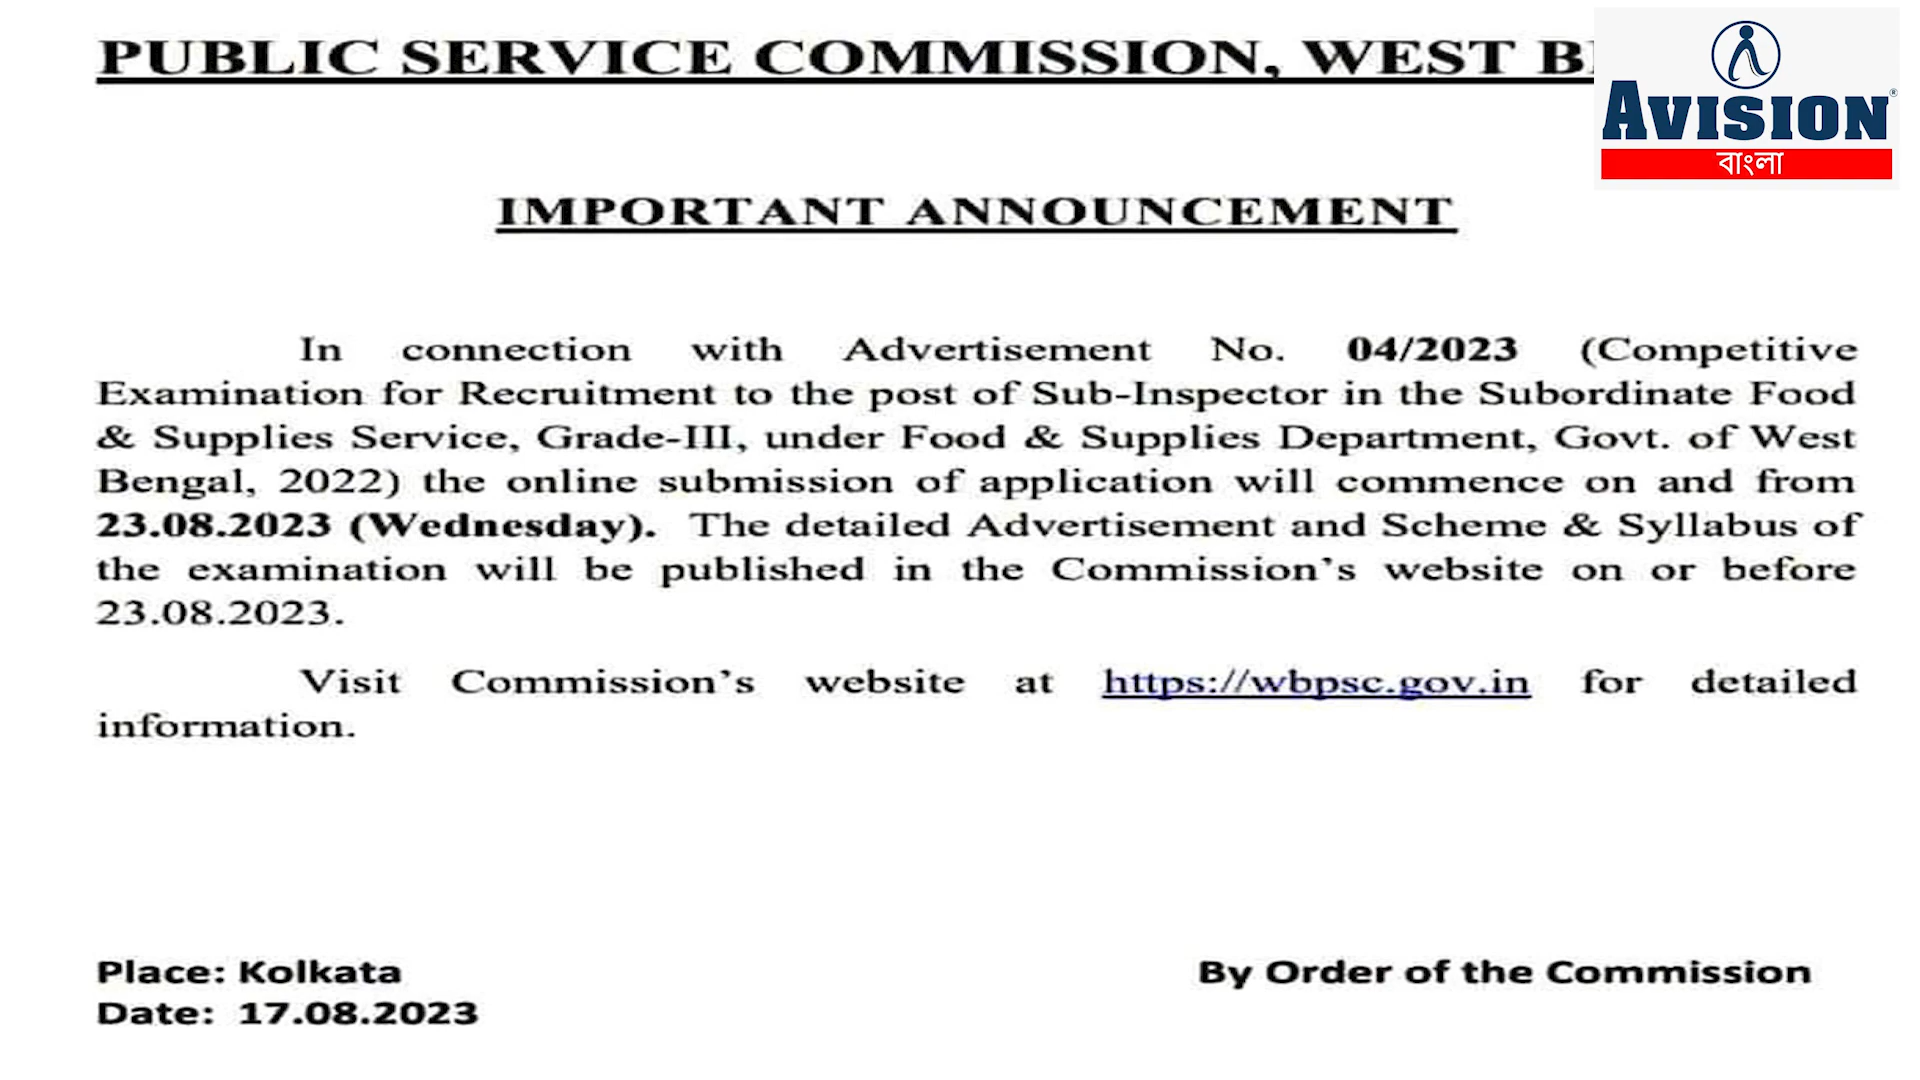 PUBLIC SERVICE COMMISSION, WEST
AVISION®
বাংলা
IMPORTANT ANNOUNCEMENT
In connection with Advertisement No. 04/2023 (Competitive
Examination for Recruitment to the post of Sub-Inspector in the Subordinate Food
& Supplies Service, Grade-III, under Food & Supplies Department, Govt. of West
Bengal, 2022) the online submission of application will commence on and from
23.08.2023 (Wednesday). The detailed Advertisement and Scheme & Syllabus of
the examination will be published in the Commission's website on or before
23.08.2023.
Visit Commission's website at https://wbpsc.gov.in for detailed
information.
Place: Kolkata
By Order of the Commission
Date: 17.08.2023